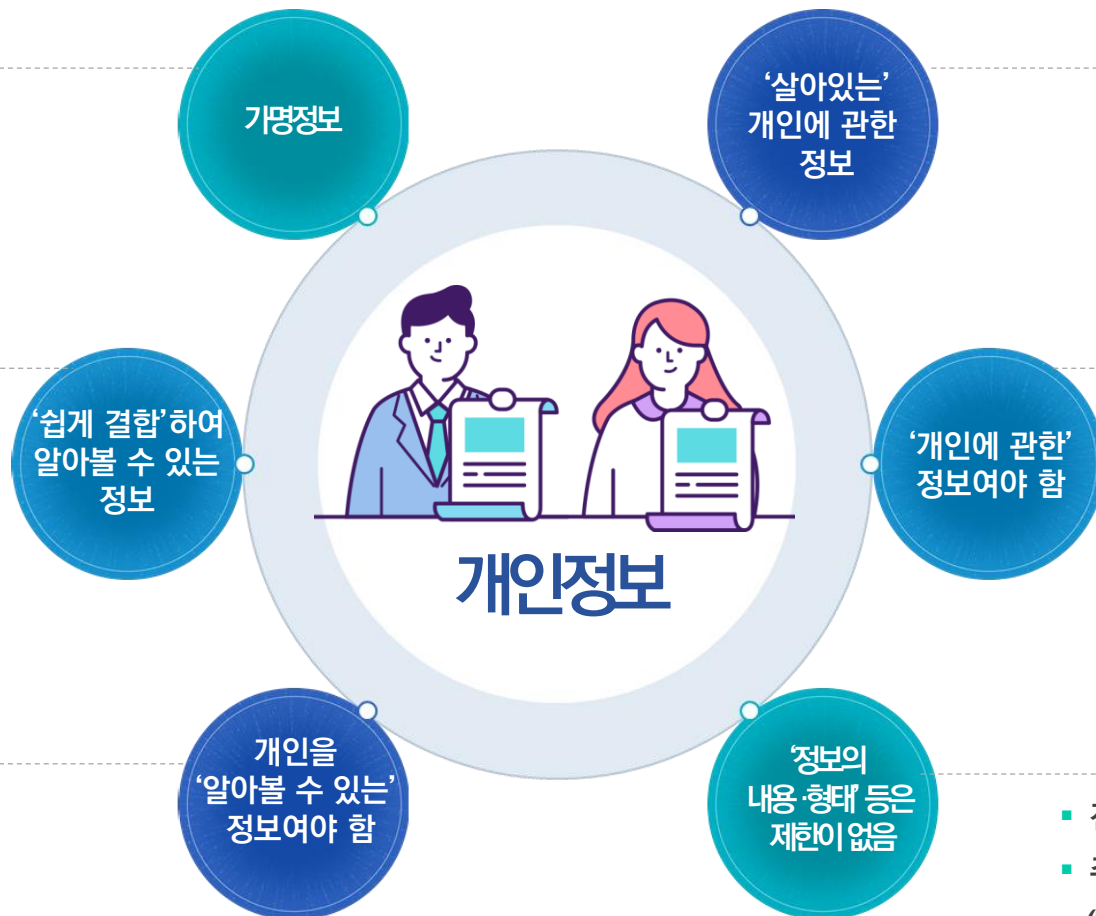 가명정보
‘살아있는’
개인에 관한
정보
‘쉽게 결합’하여
알아볼 수 있는
정보
‘개인에 관한’
정보여야 함
개인정보
개인을
‘알아볼 수 있는’
정보여야 함
‘정보의
내용·형태’ 등은
제한이 없음